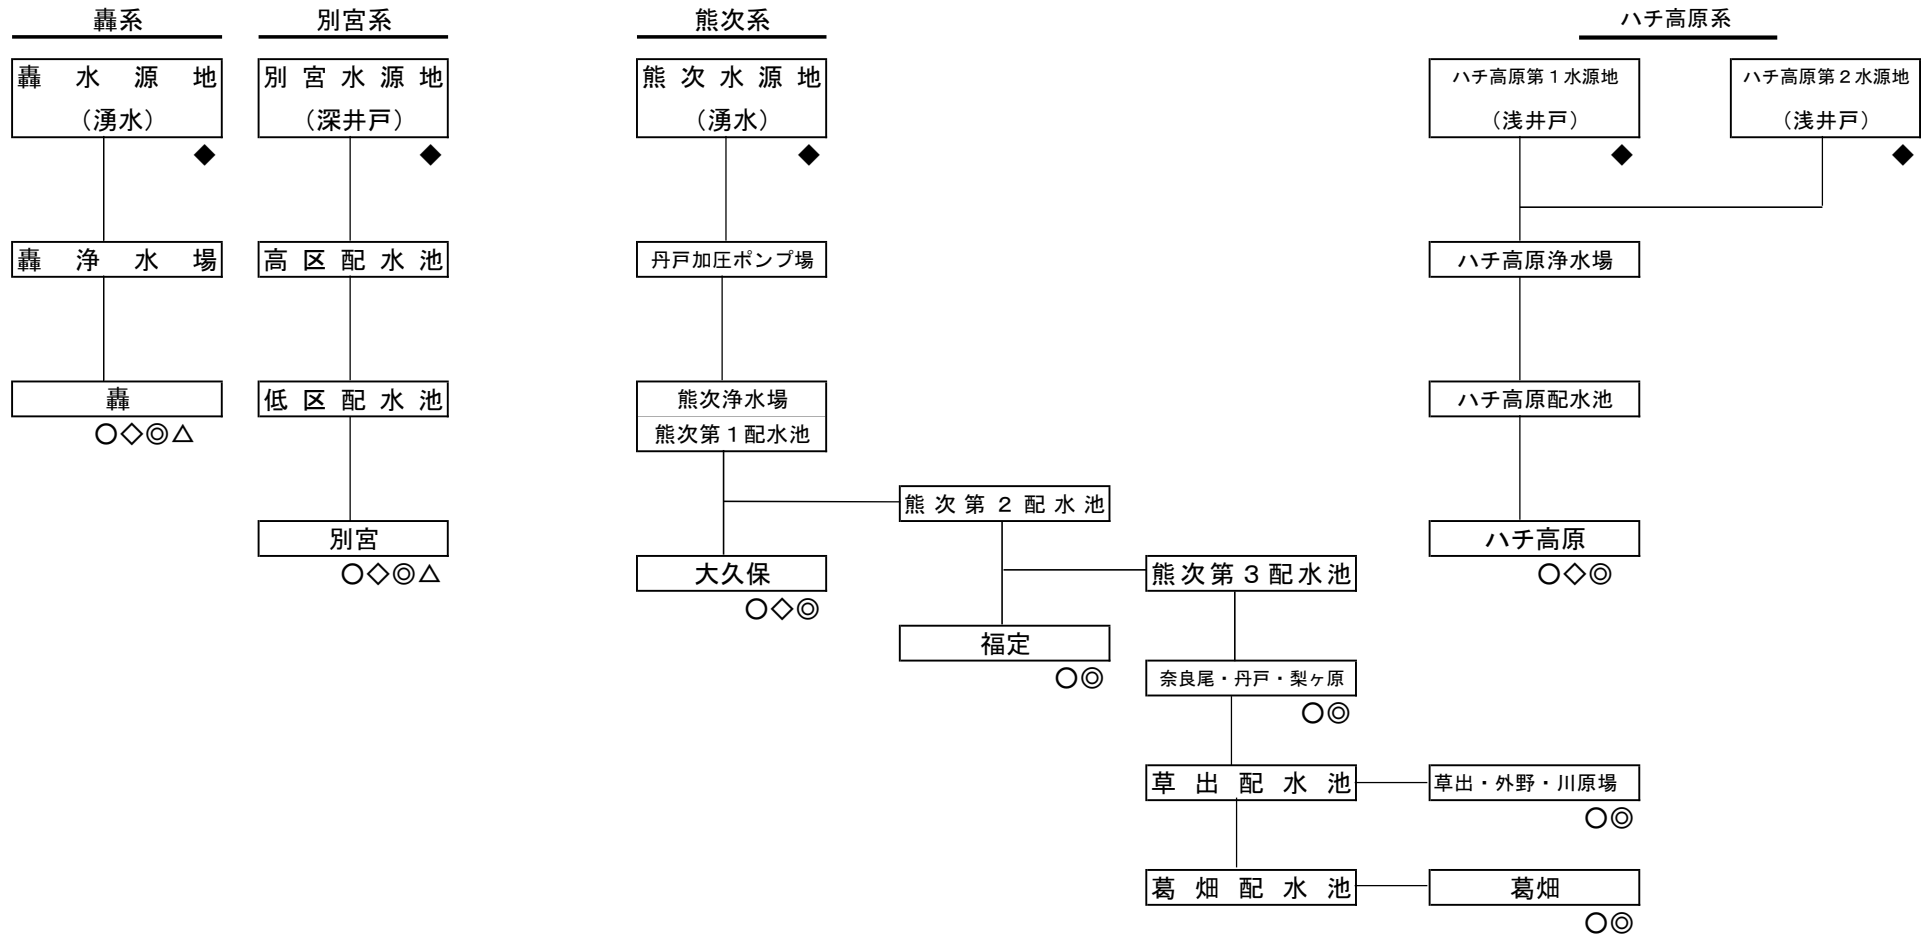 轟系
別宮系
熊次系
ハチ高原系
轟水源地
（湧水）
◆
別宮水源地
（深井戸）
◆
熊次水源地
（湧水）
◆
ハチ高原第１水源地
（浅井戸）
◆
ハチ高原第２水源地
（浅井戸）
◆
轟浄水場
高区配水池
丹戸加圧ポンプ場
ハチ高原浄水場
轟
○◇◎△
低区配水池
熊次浄水場
熊次第１配水池
ハチ高原配水池
熊次第２配水池
別宮
○◇◎△
ハチ高原
○◇◎
大久保
○◇◎
熊次第３配水池
福定
○◎
奈良尾・丹戸・梨ヶ原
○◎
草出配水池
草出・外野・川原場
○◎
葛畑配水池
葛畑
○◎